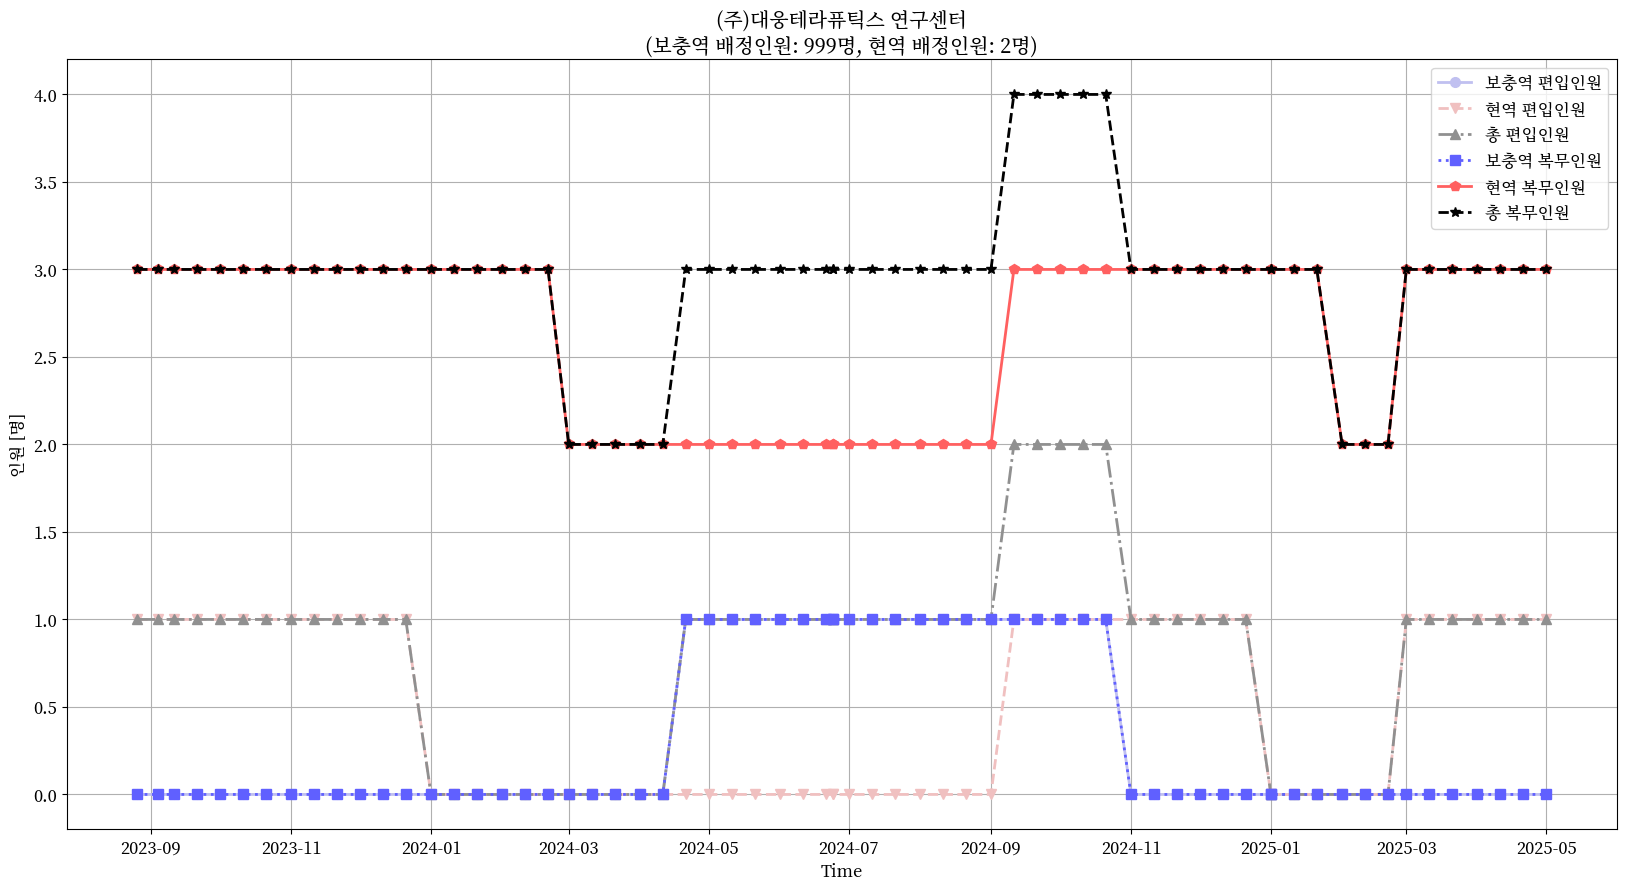 (주)대웅테라퓨틱스 연구센터
(보충역 배정인원: 999명, 현역 배정인원: 2명)
보충역 편입인원
현역 편입인원
총 편입인원
보충역 복무인원
현역 복무인원
총 복무인원
인원 [명]
4.0
3.5
3.0
2.5
2.0
1.5
1.0
0.5
0.0
2023-09 2023-11 2024-01 2024-03 2024-05 2024-07 2024-09 2024-11 2025-01 2025-03 2025-05
Time